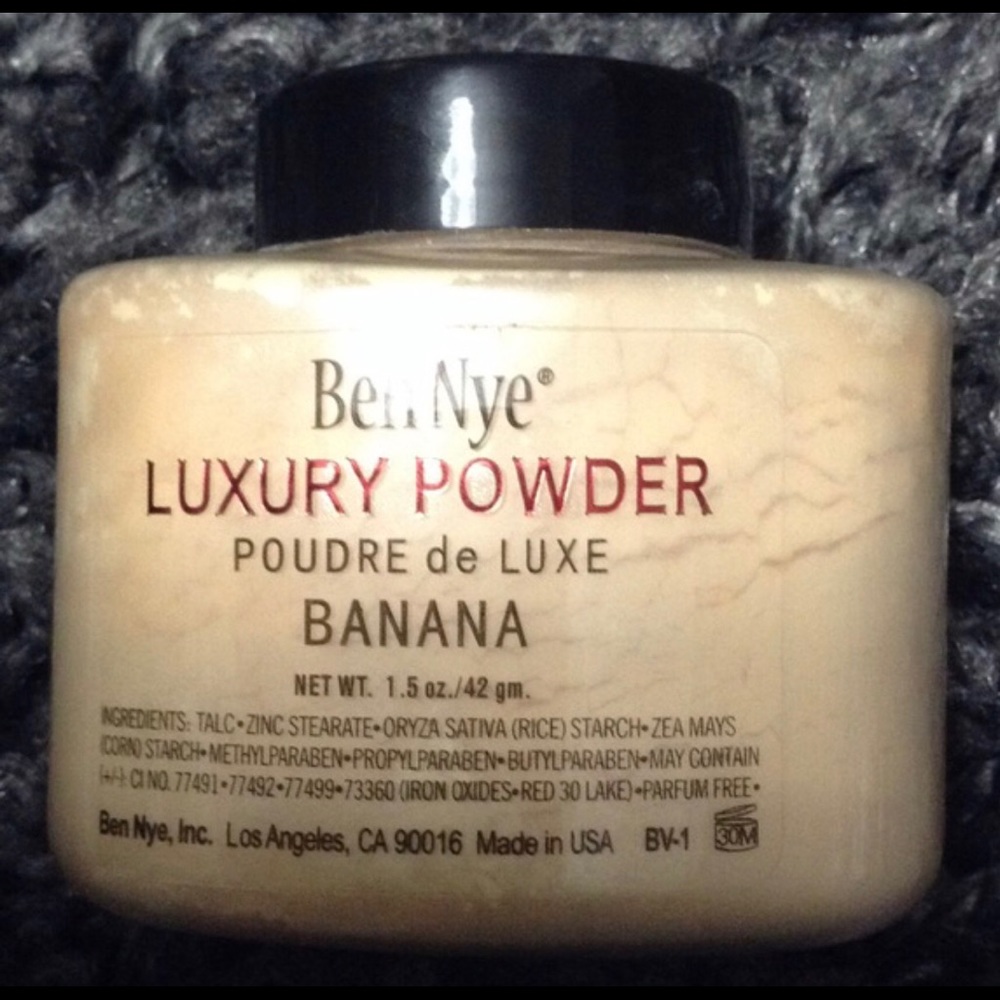 Ben Nye®
LUXURY POWDER
POUDRE de LUXE
BANANA
NET WT. 1.5 oz./42 gm.
INGREDIENTS: TALC•ZINC STEARATE•ORYZA SATIVA (RICE) STARCH•ZEA MAYS
(CORN) STARCH•METHYLPARABEN•PROPYLPARABEN•BUTYLPARABEN•MAY CONTAIN
(+/-): CI NO. 77491•77492•77499•73360 (IRON OXIDES•RED 30 LAKE)•PARFUM FREE•
Ben Nye, Inc. Los Angeles, CA 90016 Made in USA BV-1 30M